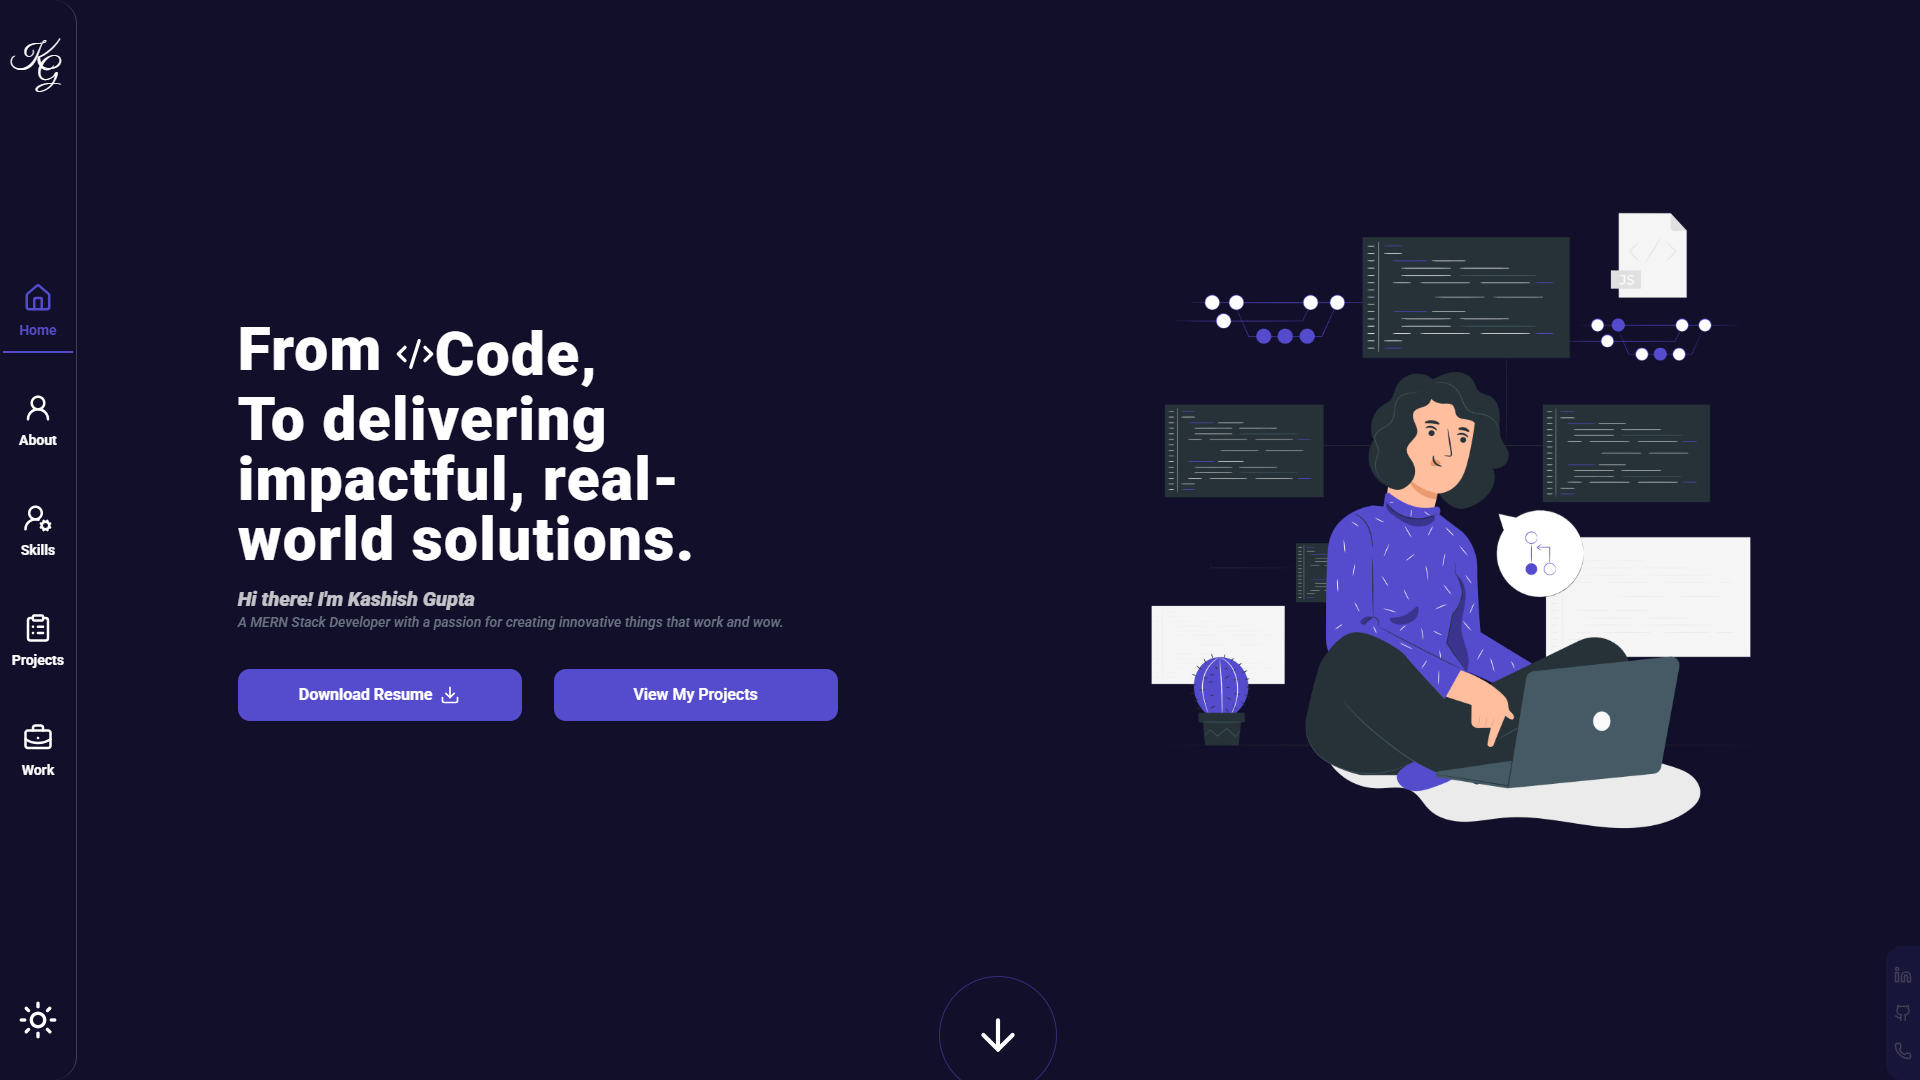 KG
Home
About
Skills
Projects
Work
From </>Code,
To delivering
impactful, real-
world solutions.
Hi there! I'm Kashish Gupta
A MERN Stack Developer with a passion for creating innovative things that work and wow.
Download Resume
View My Projects
JS